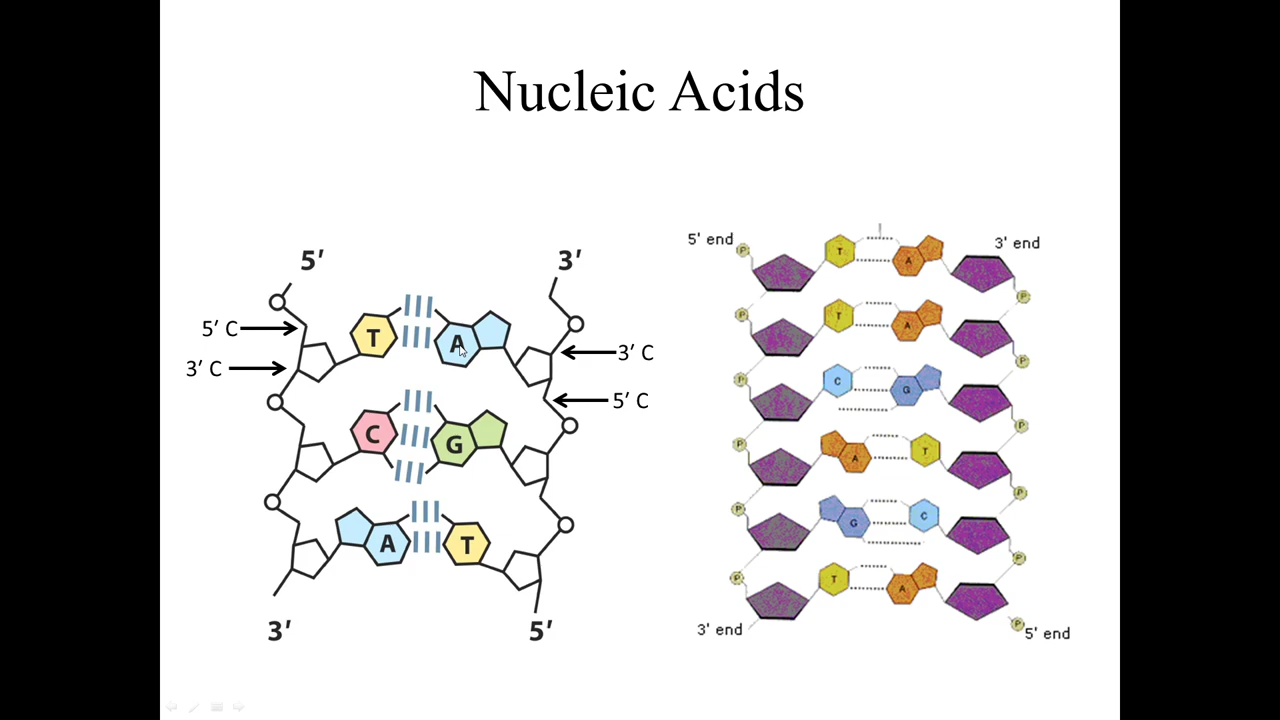 Nucleic Acids
5′
3′
5′ C
3′ C
T
A
3′ C
5′ C
C
G
A
T
3′
5′
5' end
3' end
P
T
A
P
P
T
A
P
P
C
G
P
P
A
T
P
P
G
C
P
P
T
A
P
3' end
P
5' end